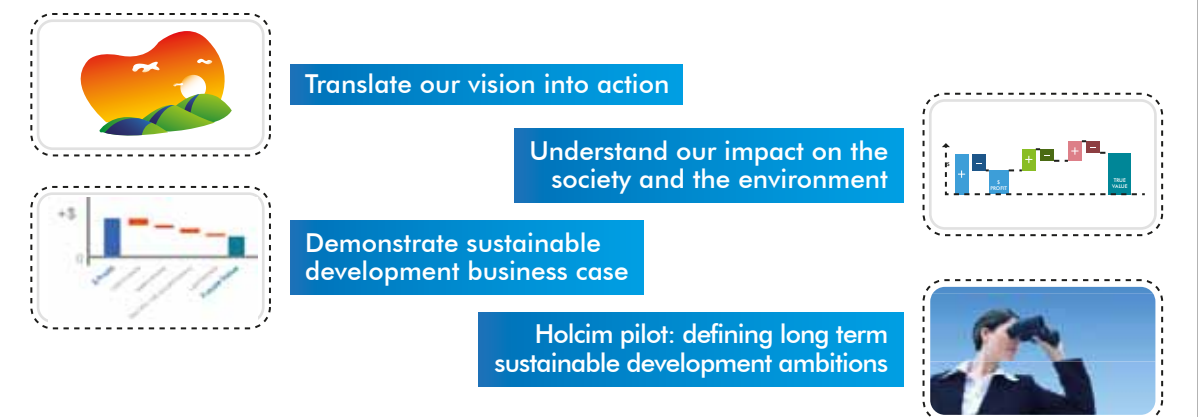 Translate our vision into action
Understand our impact on the
society and the environment
$
PROFIT
TRUE
VALUE
+$
0
Demonstrate sustainable
development business case
Holcim pilot: defining long term
sustainable development ambitions